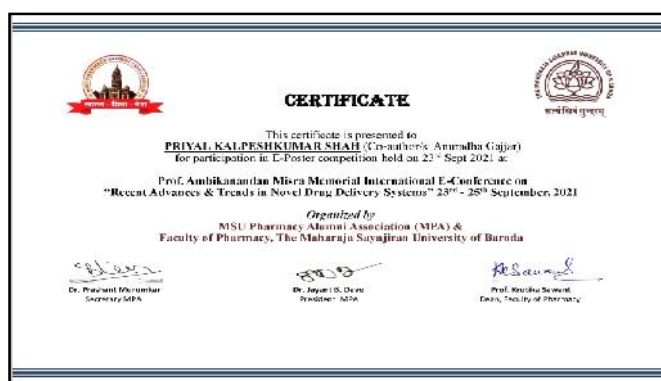 CERTIFICATE
This certificate is presented to
PRIYAL KALPESHKUMAR SHAH (Co-author/s: Anuradha Gajjar)
for participation in E-Poster competition held on 23rd Sept 2021 at
Prof. Ambikanandan Misra Memorial International E-Conference on
"Recent Advances & Trends in Novel Drug Delivery Systems" 23rd - 25th September, 2021
Organized by
MSU Pharmacy Alumni Association (MPA) &
Faculty of Pharmacy, The Maharaja Sayajirao University of Baroda
Dr. Prashant Murumkar
Secretary MPA
Dr. Jayant B. Dave
President MPA
Prof. Krutika Sawant
Dean, Faculty of Pharmacy